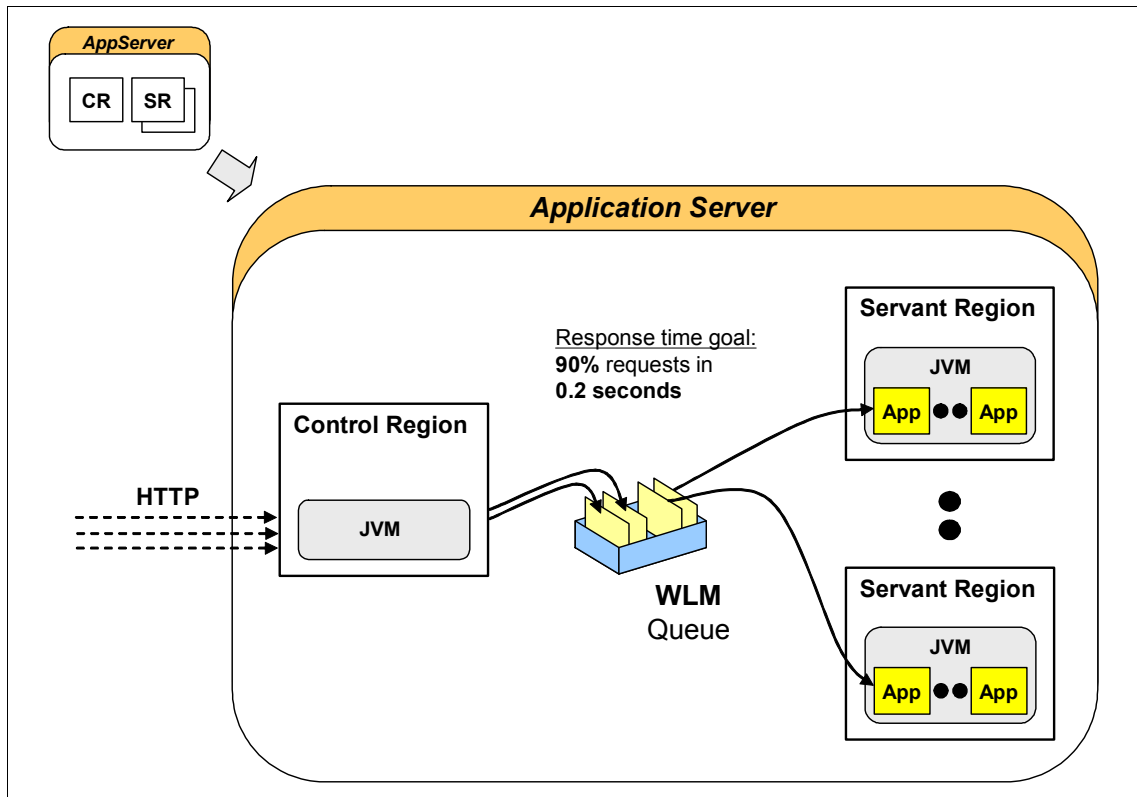 AppServer
CR
SR
Application Server
Response time goal:
90% requests in
0.2 seconds
Servant Region
JVM
App
App
Control Region
HTTP
JVM
WLM
Queue
Servant Region
JVM
App
App